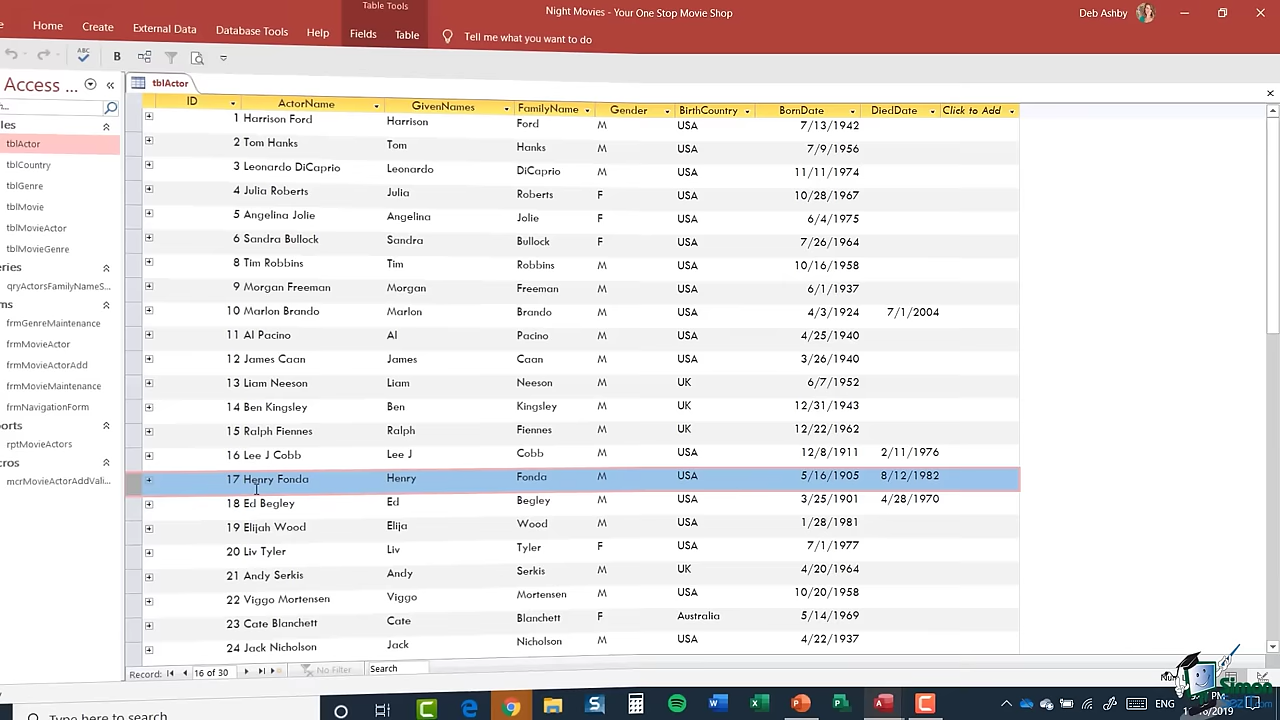 Table Tools
Night Movies - Your One Stop Movie Shop
Deb Ashby
Home Create External Data Database Tools Help Fields Table Tell me what you want to do
ABC B
Access ... «
tblActor
ID ActorName GivenNames FamilyName Gender BirthCountry BornDate DiedDate Click to Add
1 Harrison Ford Harrison Ford M USA 7/13/1942
2 Tom Hanks Tom Hanks M USA 7/9/1956
3 Leonardo DiCaprio Leonardo DiCaprio M USA 11/11/1974
4 Julia Roberts Julia Roberts F USA 10/28/1967
5 Angelina Jolie Angelina Jolie F USA 6/4/1975
6 Sandra Bullock Sandra Bullock F USA 7/26/1964
8 Tim Robbins Tim Robbins M USA 10/16/1958
9 Morgan Freeman Morgan Freeman M USA 6/1/1937
10 Marlon Brando Marlon Brando M USA 4/3/1924 7/1/2004
11 Al Pacino Al Pacino M USA 4/25/1940
12 James Caan James Caan M USA 3/26/1940
13 Liam Neeson Liam Neeson M UK 6/7/1952
14 Ben Kingsley Ben Kingsley M UK 12/31/1943
15 Ralph Fiennes Ralph Fiennes M UK 12/22/1962
16 Lee J Cobb Lee J Cobb M USA 12/8/1911 2/11/1976
17 Henry Fonda Henry Fonda M USA 5/16/1905 8/12/1982
18 Ed Begley Ed Begley M USA 3/25/1901 4/28/1970
19 Elijah Wood Elija Wood M USA 1/28/1981
20 Liv Tyler Liv Tyler F USA 7/1/1977
21 Andy Serkis Andy Serkis M UK 4/20/1964
22 Viggo Mortensen Viggo Mortensen M USA 10/20/1958
23 Cate Blanchett Cate Blanchett F Australia 5/14/1969
24 Jack Nicholson Jack Nicholson M USA 4/22/1937
les
tblActor
tblCountry
tblGenre
tblMovie
tblMovieActor
tblMovieGenre
eries
qryActorsFamilyNameS...
ms
frmGenreMaintenance
frmMovieActor
frmMovieActorAdd
frmMovieMaintenance
frmNavigationForm
orts
rptMovieActors
cros
mcrMovieActorAddVali...
Record: 16 of 30 No Filter Search
Type here to search
PM